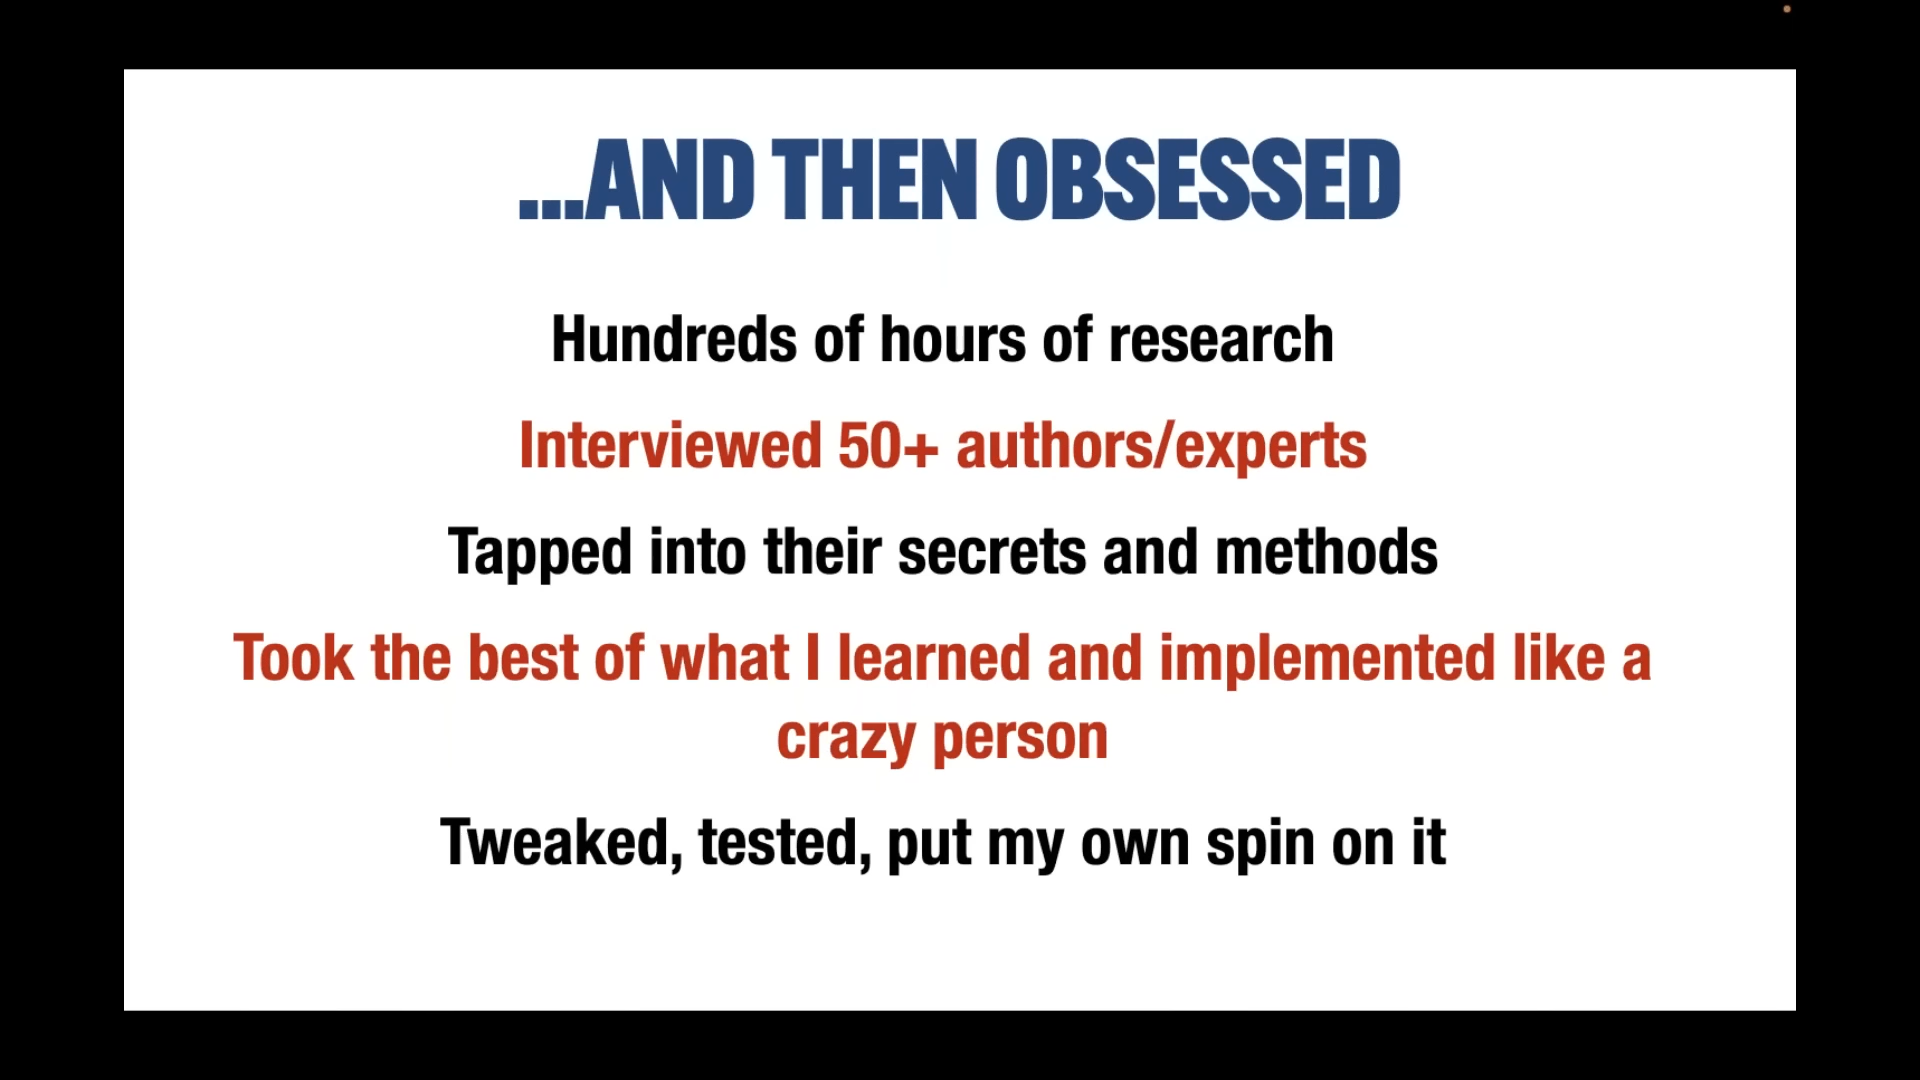 ...AND THEN OBSESSED
Hundreds of hours of research
Interviewed 50+ authors/experts
Tapped into their secrets and methods
Took the best of what I learned and implemented like a
crazy person
Tweaked, tested, put my own spin on it